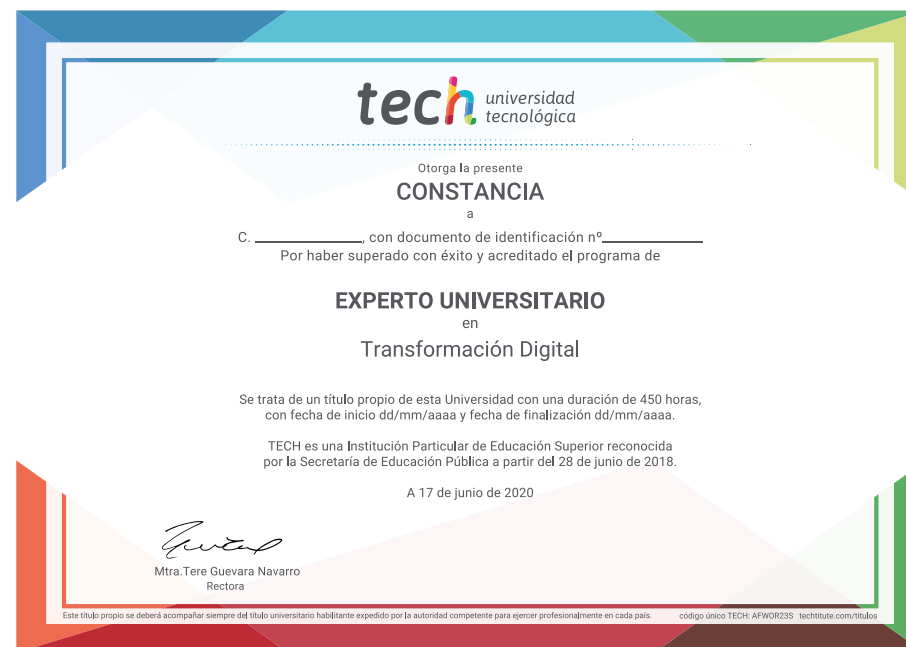 tech universidad
tecnológica
Otorga la presente
CONSTANCIA
a
C. ______________, con documento de identificación nº_____________
Por haber superado con éxito y acreditado el programa de
EXPERTO UNIVERSITARIO
en
Transformación Digital
Se trata de un título propio de esta Universidad con una duración de 450 horas,
con fecha de inicio dd/mm/aaaa y fecha de finalización dd/mm/aaaa.
TECH es una Institución Particular de Educación Superior reconocida
por la Secretaría de Educación Pública a partir del 28 de junio de 2018.
A 17 de junio de 2020
Mtra.Tere Guevara Navarro
Rectora
Este título propio se deberá acompañar siempre del título universitario habilitante expedido por la autoridad competente para ejercer profesionalmente en cada país. código único TECH: AFWOR23S techtitute.com/titulos